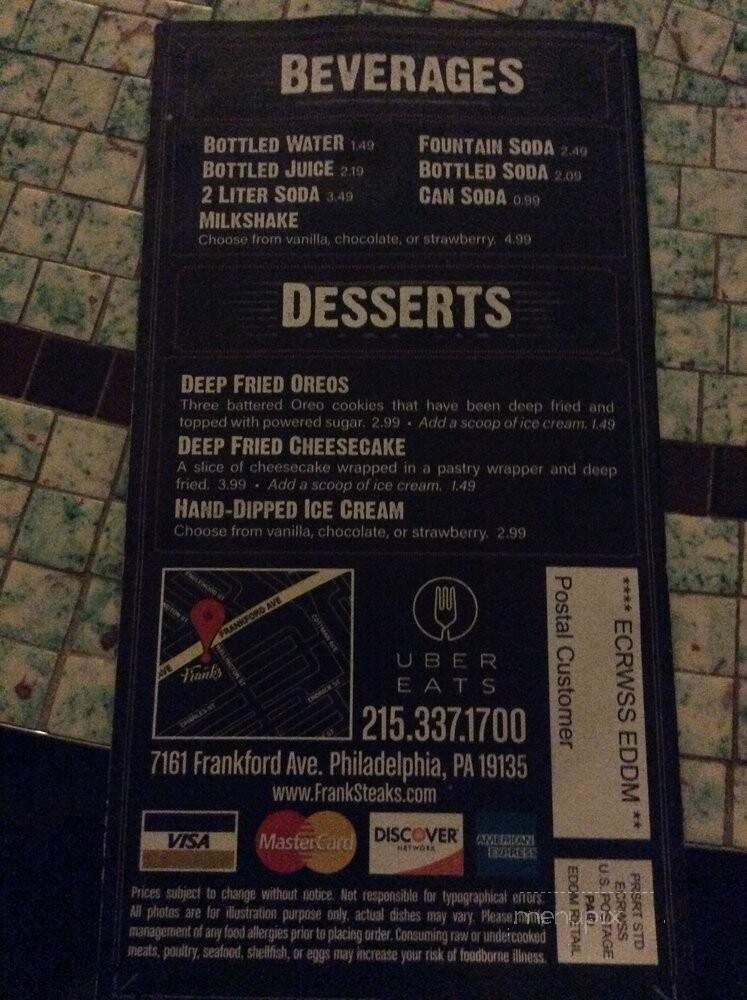 BEVERAGES
BOTTLED WATER 1.49
BOTTLED JUICE 2.19
2 LITER SODA 3.49
FOUNTAIN SODA 2.49
BOTTLED SODA 2.09
CAN SODA 0.99
MILKSHAKE
Choose from vanilla, chocolate, or strawberry. 4.99
DESSERTS
DEEP FRIED OREOS
Three battered Oreo cookies that have been deep fried and
topped with powered sugar. 2.99 • Add a scoop of ice cream. 1.49
DEEP FRIED CHEESECAKE
A slice of cheesecake wrapped in a pastry wrapper and deep
fried. 3.99 • Add a scoop of ice cream. 1.49
HAND-DIPPED ICE CREAM
Choose from vanilla, chocolate, or strawberry. 2.99
FRANKFORD AVE
Frank's
UBER
EATS
215.337.1700
7161 Frankford Ave. Philadelphia, PA 19135
www.FrankSteaks.com
VISA
MasterCard
DISCOVER
NETWORK
AMERICAN
EXPRESS
**** ECRWSS EDDM **
Postal Customer
PRSRT STD
ECRWSS
U.S. POSTAGE
PAID
EDDM RETAIL
Prices subject to change without notice. Not responsible for typographical errors.
All photos are for illustration purpose only, actual dishes may vary. Please
management of any food allergies prior to placing order. Consuming raw or undercooked
meats, poultry, seafood, shellfish, or eggs may increase your risk of foodborne illness.